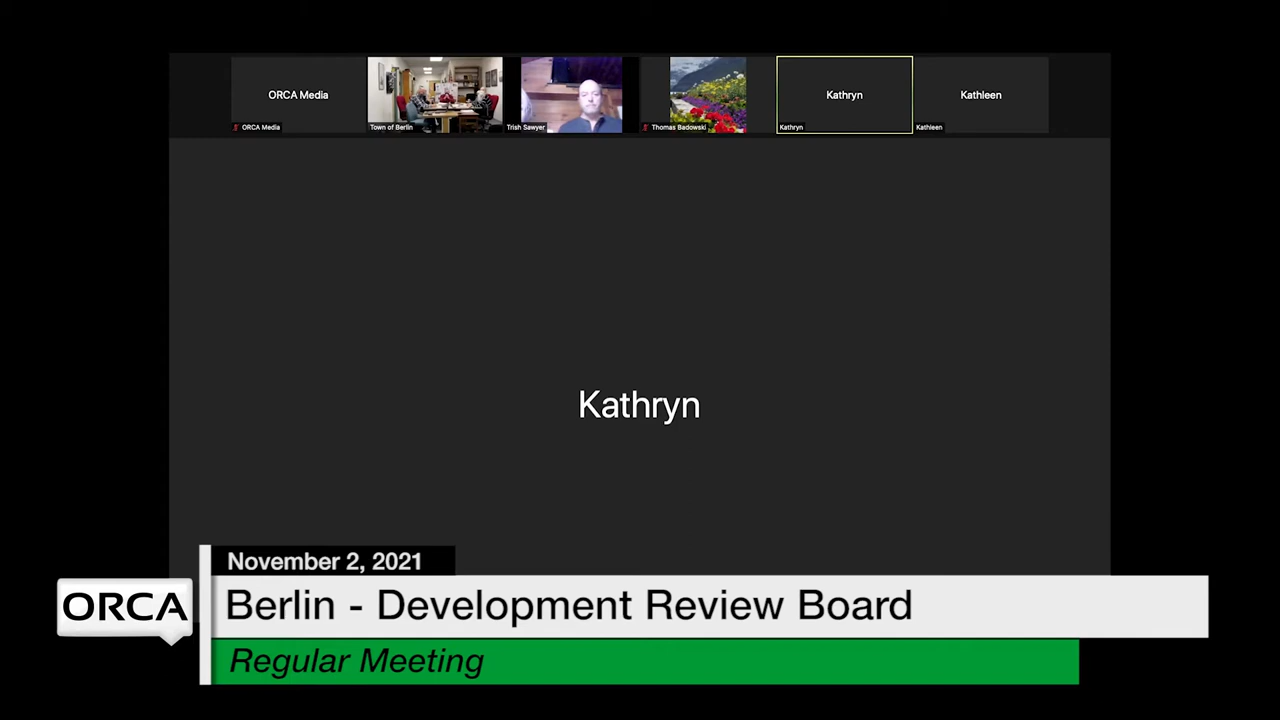 ORCA Media
Kathryn
Kathleen
ORCA Media
Town of Berlin
Trish Sawyer
Thomas Badowski
Kathryn
Kathleen
Kathryn
November 2, 2021
ORCA
Berlin - Development Review Board
Regular Meeting